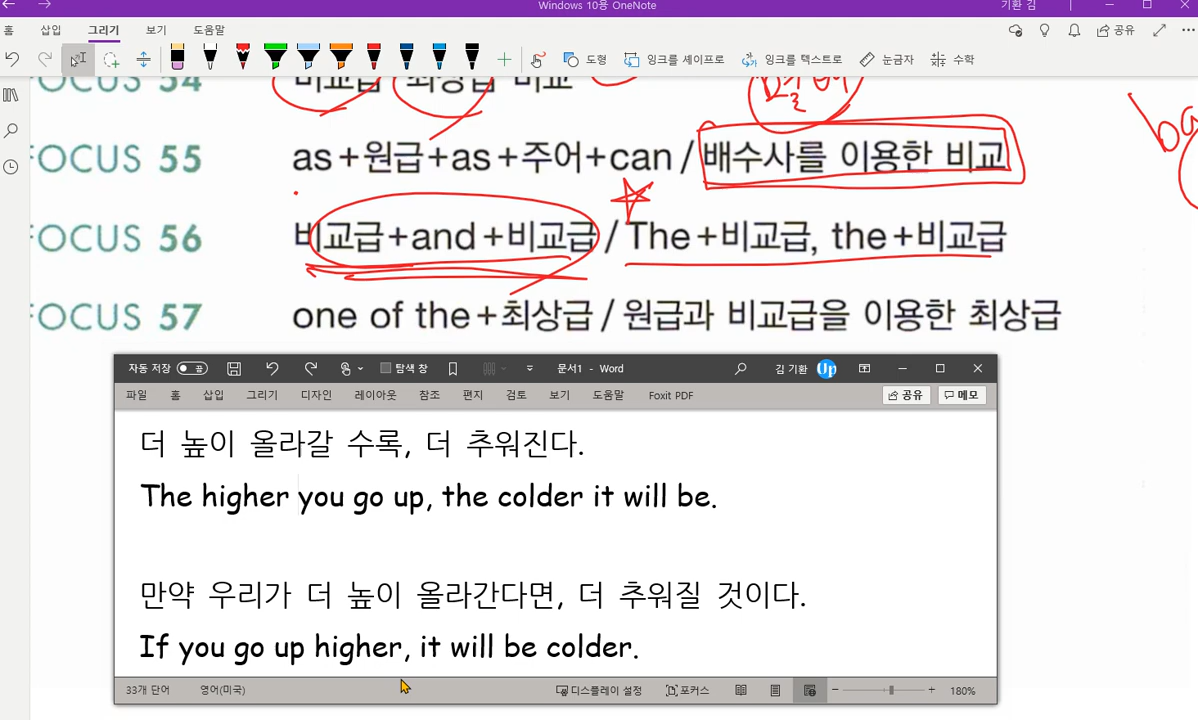 Windows 10용 OneNote
기환 김
홈 삽입 그리기 보기 도움말
공유
도형 잉크를 셰이프로 잉크를 텍스트로 눈금자 수학
OCUS 54 비교급 최상급 비교
FOCUS 55 as+원급+as+주어+can / 배수사를 이용한 비교
FOCUS 56 비교급+and+비교급 / The+비교급, the+비교급
FOCUS 57 one of the+최상급 / 원급과 비교급을 이용한 최상급
자동 저장 끔 탐색 창 문서1 - Word 김 기환 Up
파일 홈 삽입 그리기 디자인 레이아웃 참조 편지 검토 보기 도움말 Foxit PDF 공유 메모
더 높이 올라갈 수록, 더 추워진다.
The higher you go up, the colder it will be.
만약 우리가 더 높이 올라간다면, 더 추워질 것이다.
If you go up higher, it will be colder.
33개 단어 영어(미국) 디스플레이 설정 포커스 180%